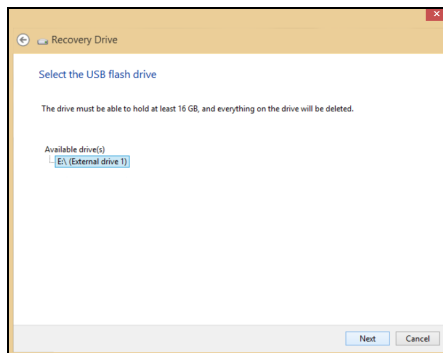 Recovery Drive
Select the USB flash drive
The drive must be able to hold at least 16 GB, and everything on the drive will be deleted.
Available drive(s)
E:\ (External drive 1)
Next Cancel